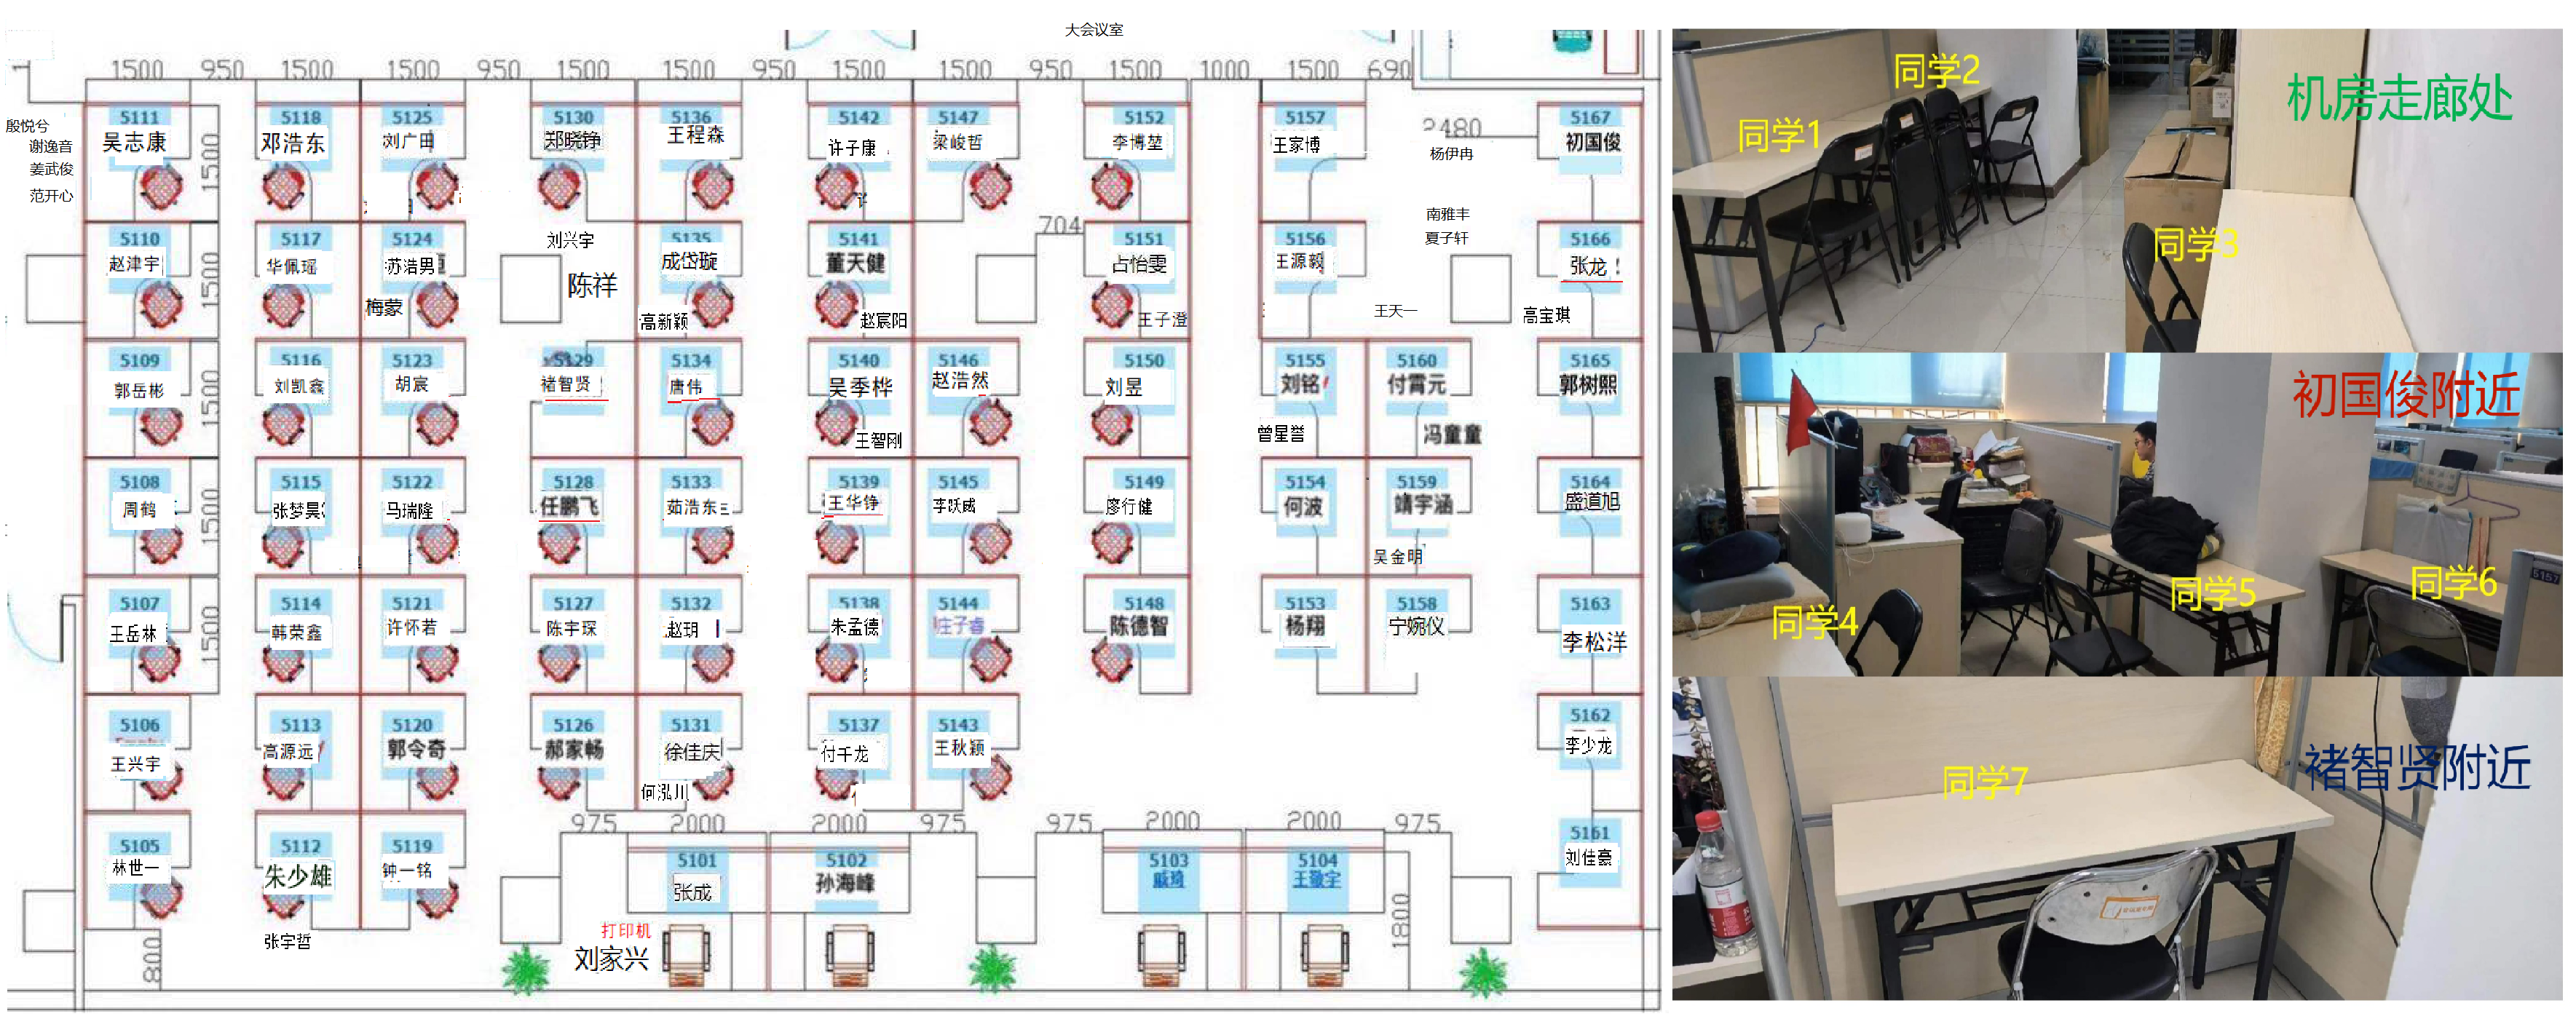 大会议室
1500 950 1500 1500 950 1500 1500 950 1500 1500 950 1500 1000 1500 690
5111 5118 5125 5130 5136 5142 5147 5152 5157 5167
殷悦兮
谢逸音
姜武俊
范开心
吴志康 邓浩东 刘广田 郑晓铮 王程森 许子康 梁峻哲 李博堃 王家博 初国俊
2480
杨伊冉
1500
南雅丰
夏子轩
704
5110 5117 5124 5135 5141 5151 5156 5166
赵津宇 华佩瑶 苏浩男 刘兴宇 成岱璇 董天健 占怡雯 王源毅 张龙
陈祥
1500
梅蒙 高新颖 赵宸阳 王子澄 王天一 高宝琪
5109 5116 5123 5129 5134 5140 5146 5150 5155 5160 5165
郭岳彬 刘凯鑫 胡宸 褚智贤 唐伟 吴季桦 赵浩然 刘昱 刘铭 付霄元 郭树熙
1500
王智刚 曾星誉 冯童童
5108 5115 5122 5128 5133 5139 5145 5149 5154 5159 5164
周鹤 张梦昊 马瑞隆 任鹏飞 茹浩东 王华铮 李跃威 廖行健 何波 靖宇涵 盛道旭
1500
吴金明
5107 5114 5121 5127 5132 5138 5144 5148 5153 5158 5163
王岳林 韩荣鑫 许怀若 陈宇琛 赵玥 朱孟德 庄子睿 陈德智 杨翔 宁婉仪 李松洋
1500
5106 5113 5120 5126 5131 5137 5143 5162
王兴宇 高源远 郭令奇 郝家畅 徐佳庆 付千龙 王秋颖 李少龙
何泓川
975 2000 2000 975 975 2000 2000 975
5105 5112 5119 5101 5102 5103 5104 5161
林世一 朱少雄 钟一铭 张成 孙海峰 戚琦 王徽宇 刘佳豪
张宇哲
800
打印机
刘家兴
1800
同学2
机房走廊处
同学1
同学3
初国俊附近
同学4
同学5
同学6
5157
褚智贤附近
同学7